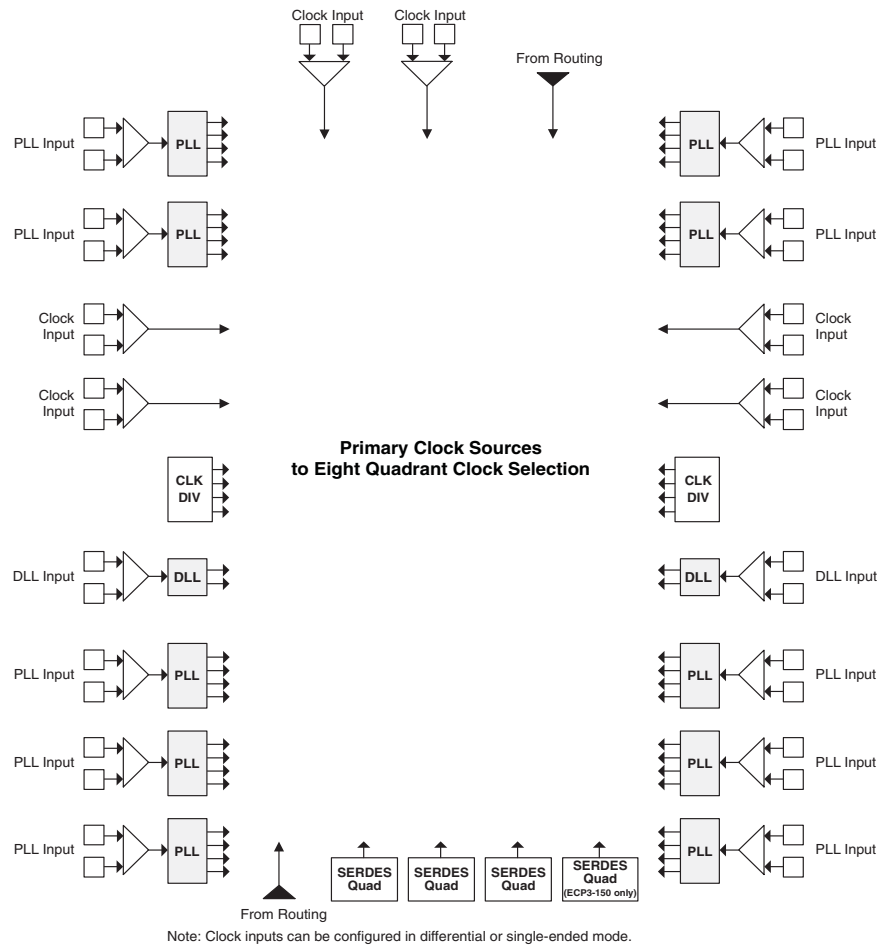 Clock Input Clock Input
From Routing
PLL Input PLL PLL PLL Input
PLL Input PLL PLL PLL Input
Clock
Input
Clock
Input
Clock
Input
Clock
Input
Primary Clock Sources
to Eight Quadrant Clock Selection
CLK
DIV
CLK
DIV
DLL Input DLL DLL DLL Input
PLL Input PLL PLL PLL Input
PLL Input PLL PLL PLL Input
PLL Input PLL PLL PLL Input
SERDES
Quad
SERDES
Quad
SERDES
Quad
SERDES
Quad
(ECP3-150 only)
From Routing
Note: Clock inputs can be configured in differential or single-ended mode.